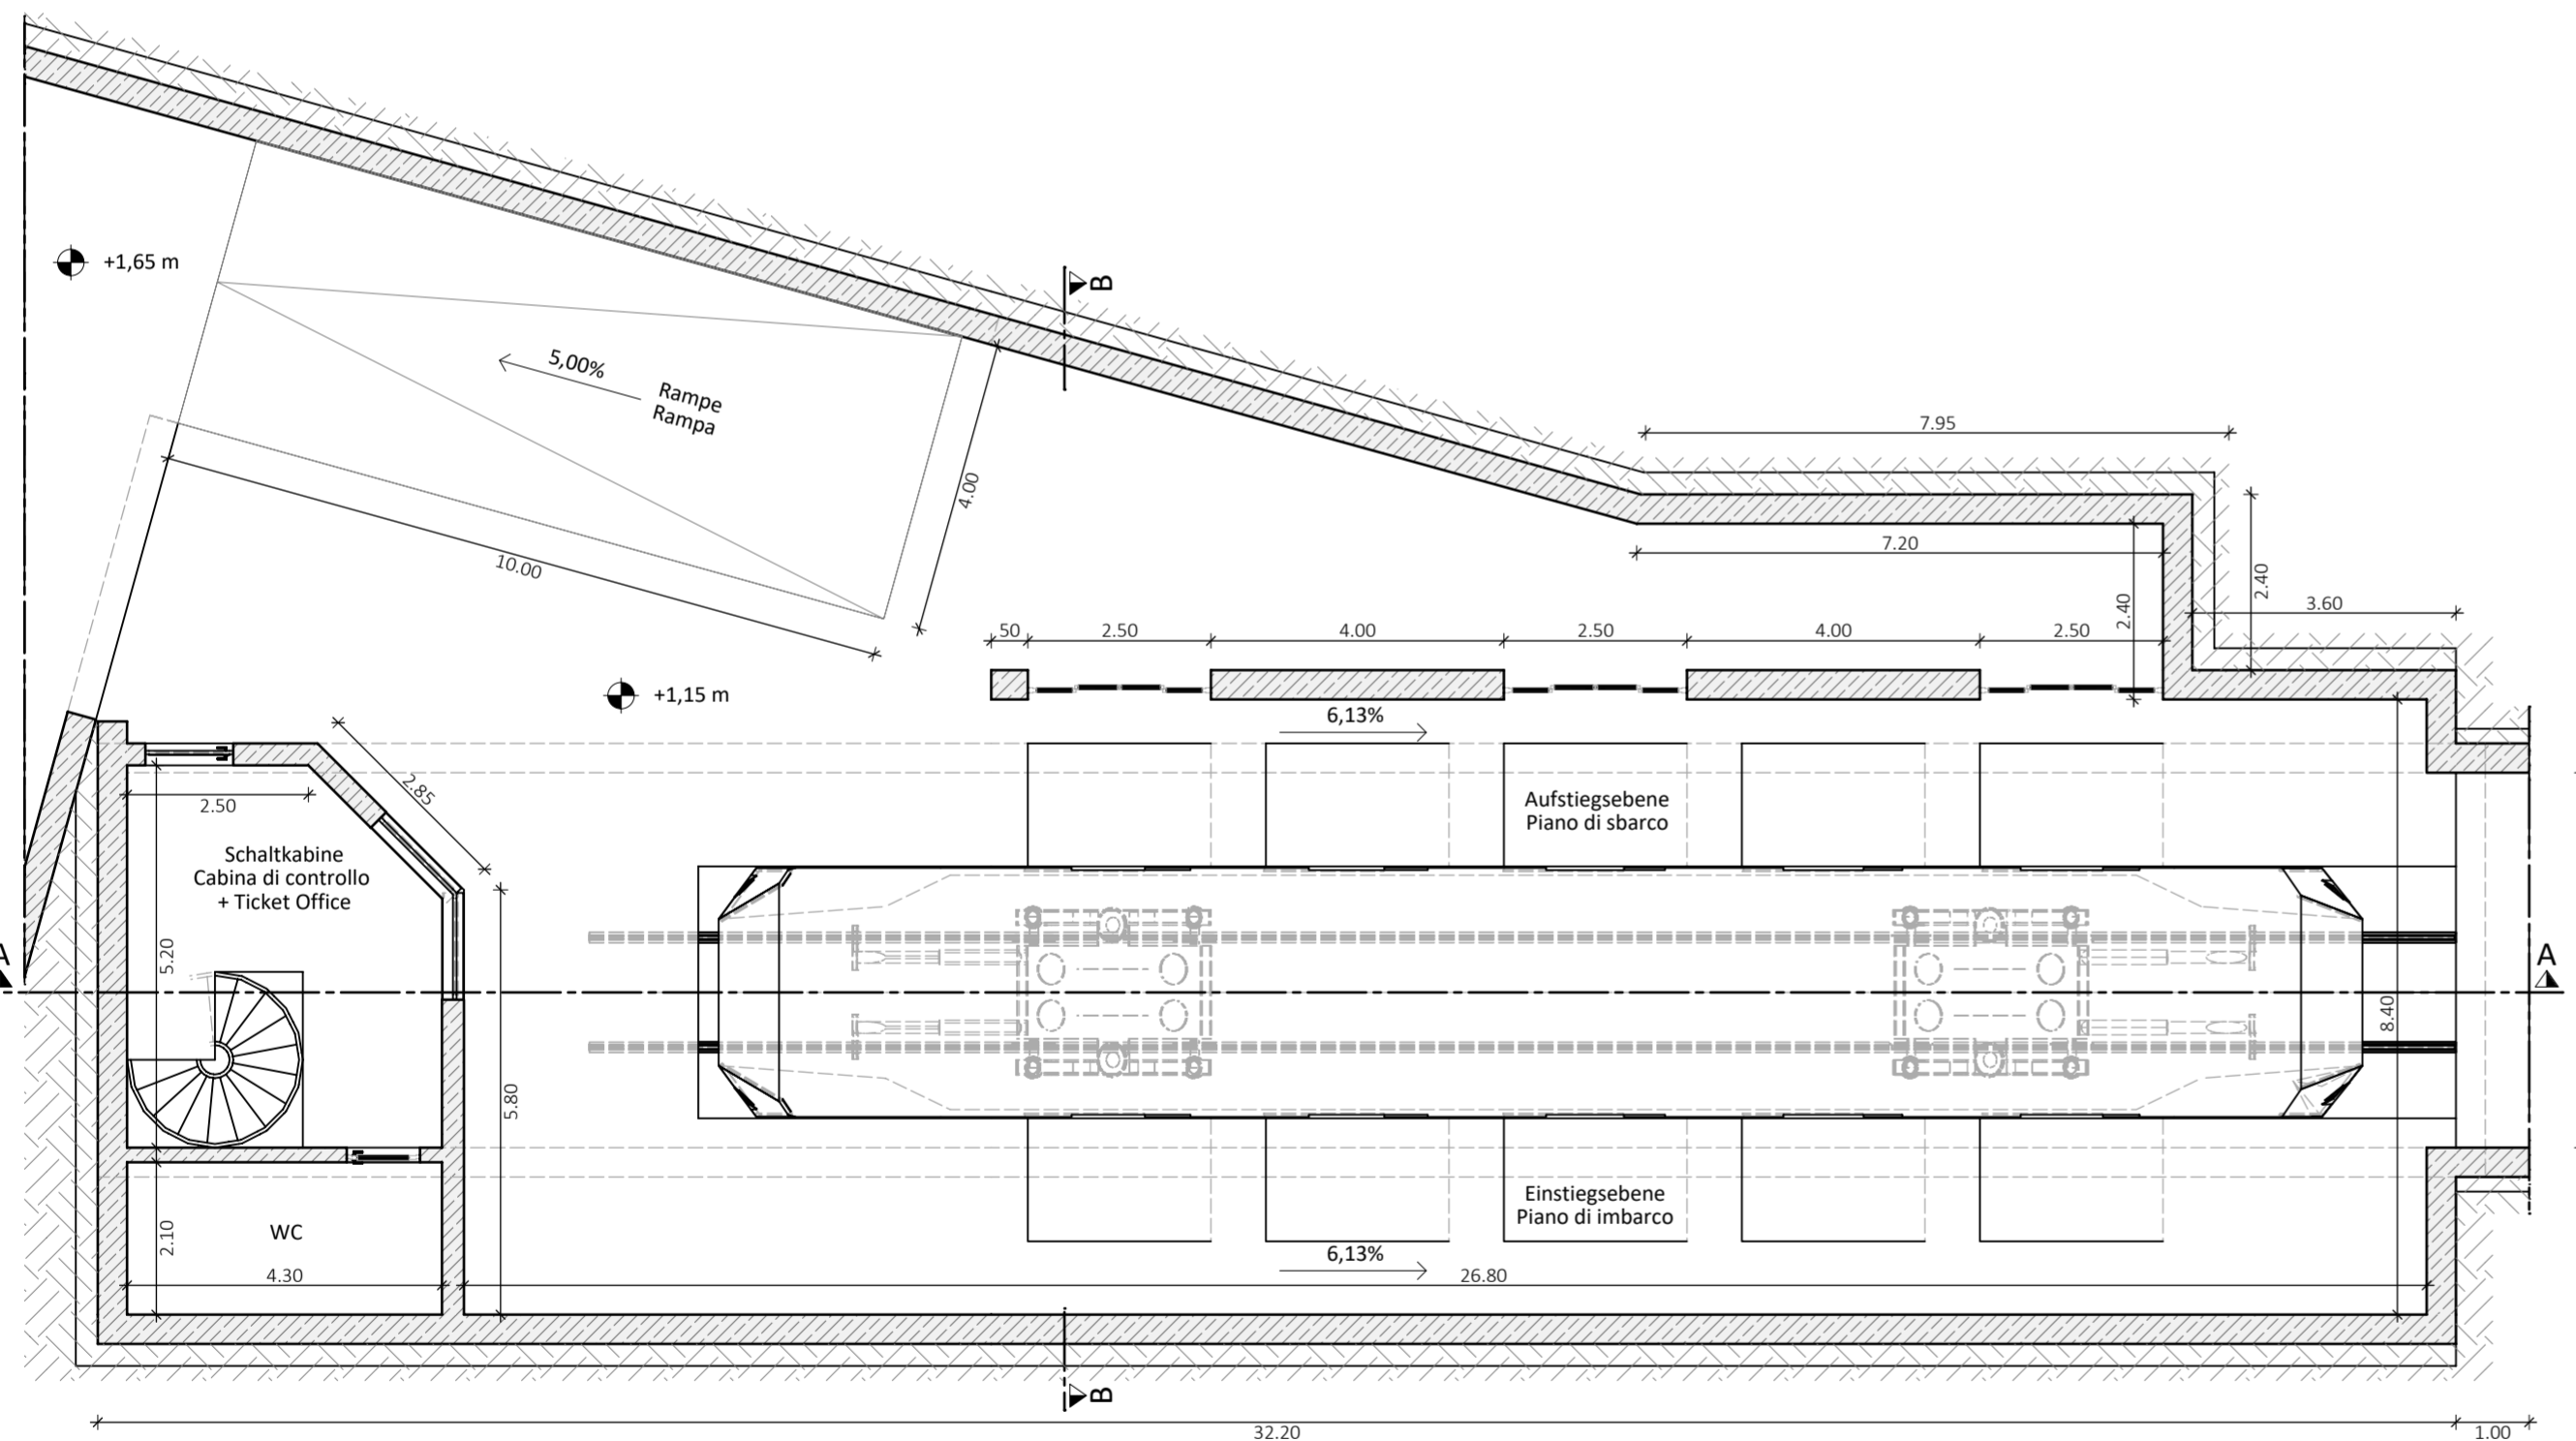 +1,65 m
B
5,00%
Rampe
Rampa
7.95
4.00
10.00
7.20
2.40
2.40
3.60
50
2.50
4.00
2.50
4.00
2.50
+1,15 m
6,13%
2.85
2.50
Aufstiegsebene
Piano di sbarco
Schaltkabine
Cabina di controllo
+ Ticket Office
5.20
A
A
8.40
5.80
Einstiegsebene
Piano di imbarco
2.10
WC
6,13%
4.30
26.80
B
32.20
1.00